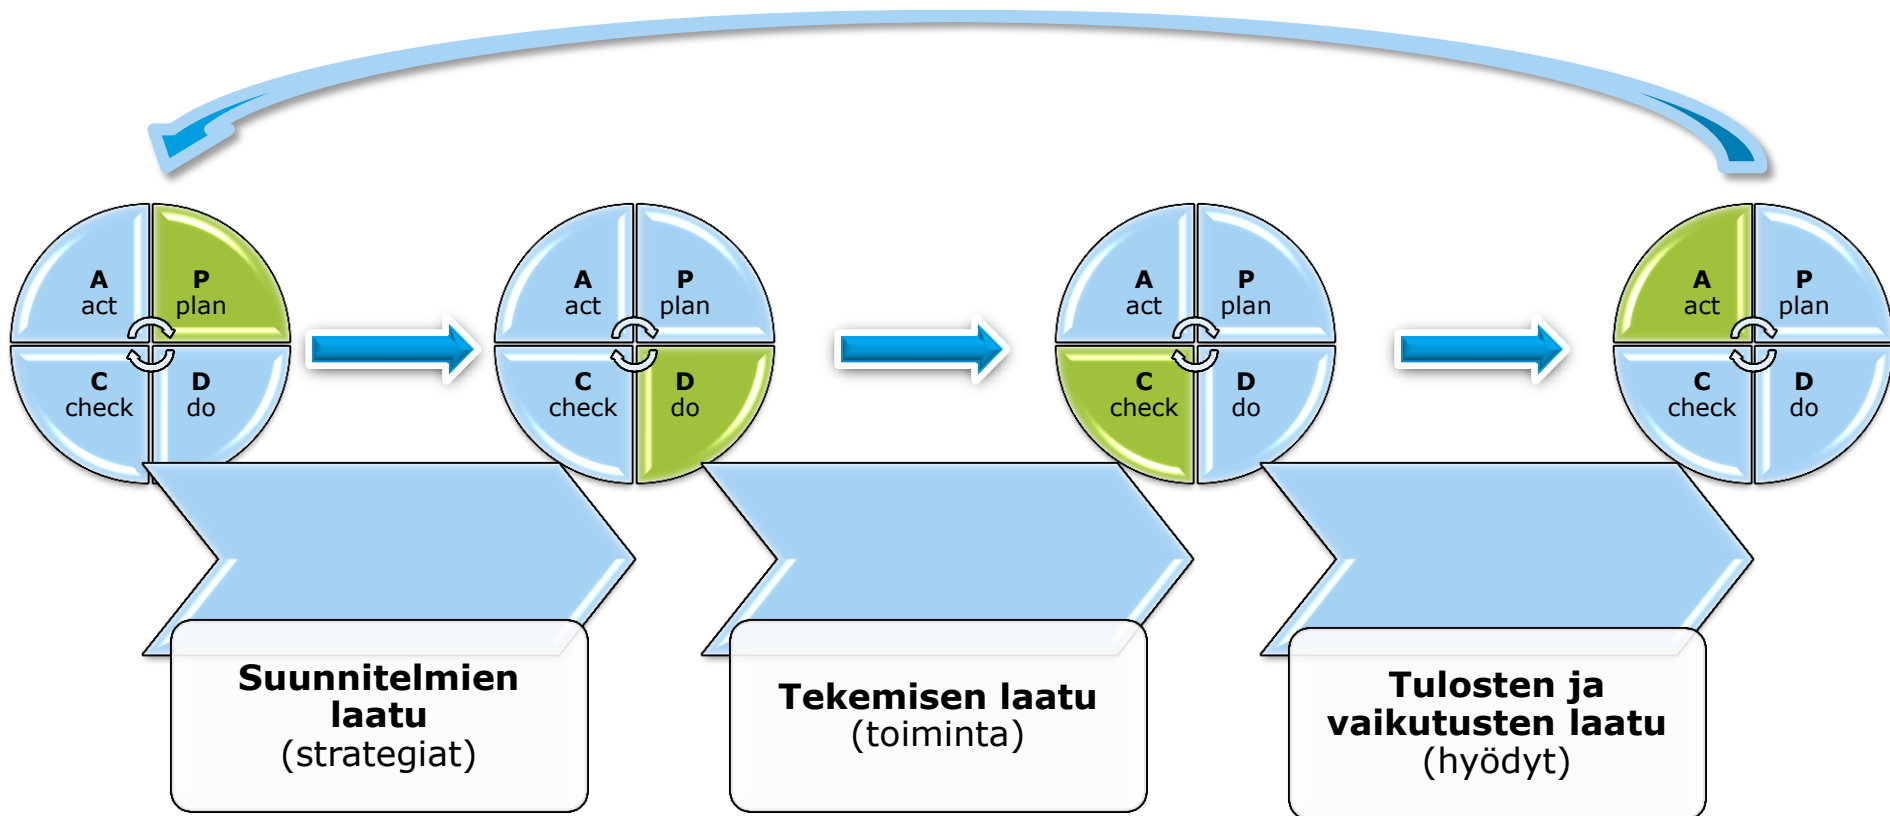 A
act
P
plan
C
check
D
do
A
act
P
plan
C
check
D
do
A
act
P
plan
C
check
D
do
A
act
P
plan
C
check
D
do
Suunnitelmien
laatu
(strategiat)
Tekemisen laatu
(toiminta)
Tulosten ja
vaikutusten laatu
(hyödyt)